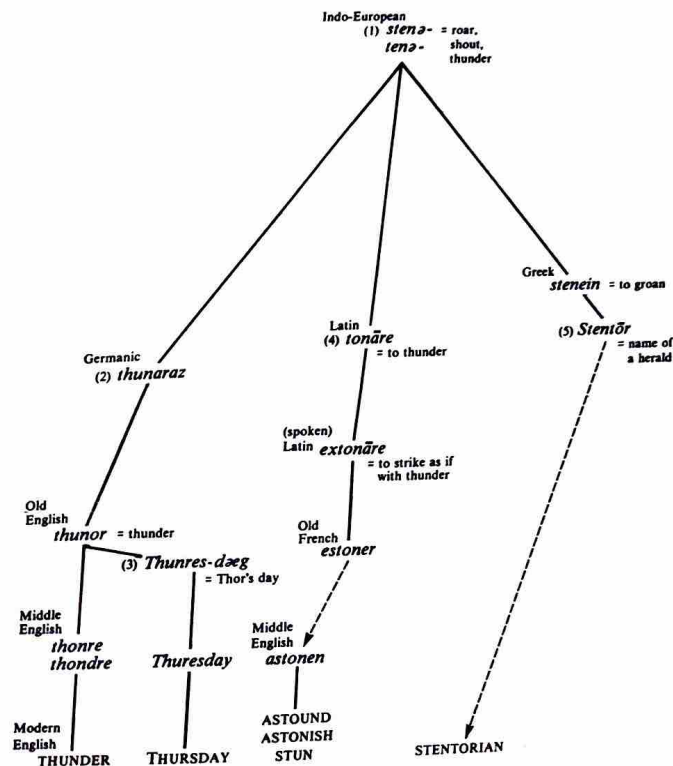 Indo-European
(1) stenə- = roar,
tenə- shout,
thunder
Greek
stenein = to groan
Latin
(4) tonāre
= to thunder
(5) Stentōr
= name of
a herald
Germanic
(2) thunaraz
(spoken)
Latin extonāre
= to strike as if
with thunder
Old
English
thunor = thunder
Old
French
estoner
(3) Thunres-dæg
= Thor's day
Middle
English
thonre
thondre
Thuresday
Middle
English
astonen
Modern
English
THUNDER
THURSDAY
ASTOUND
ASTONISH
STUN
STENTORIAN